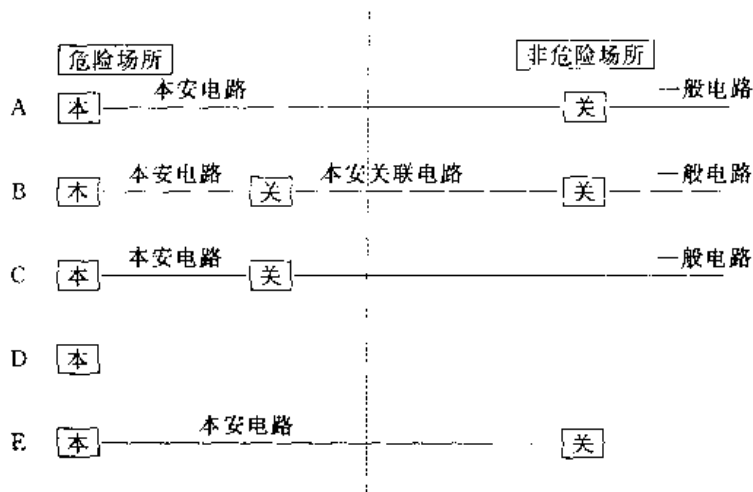 危险场所 非危险场所
A 本 本安电路 关 一般电路
B 木 本安电路 关 本安关联电路 关 一般电路
C 本 本安电路 关 一般电路
D 本
E 本 本安电路 关